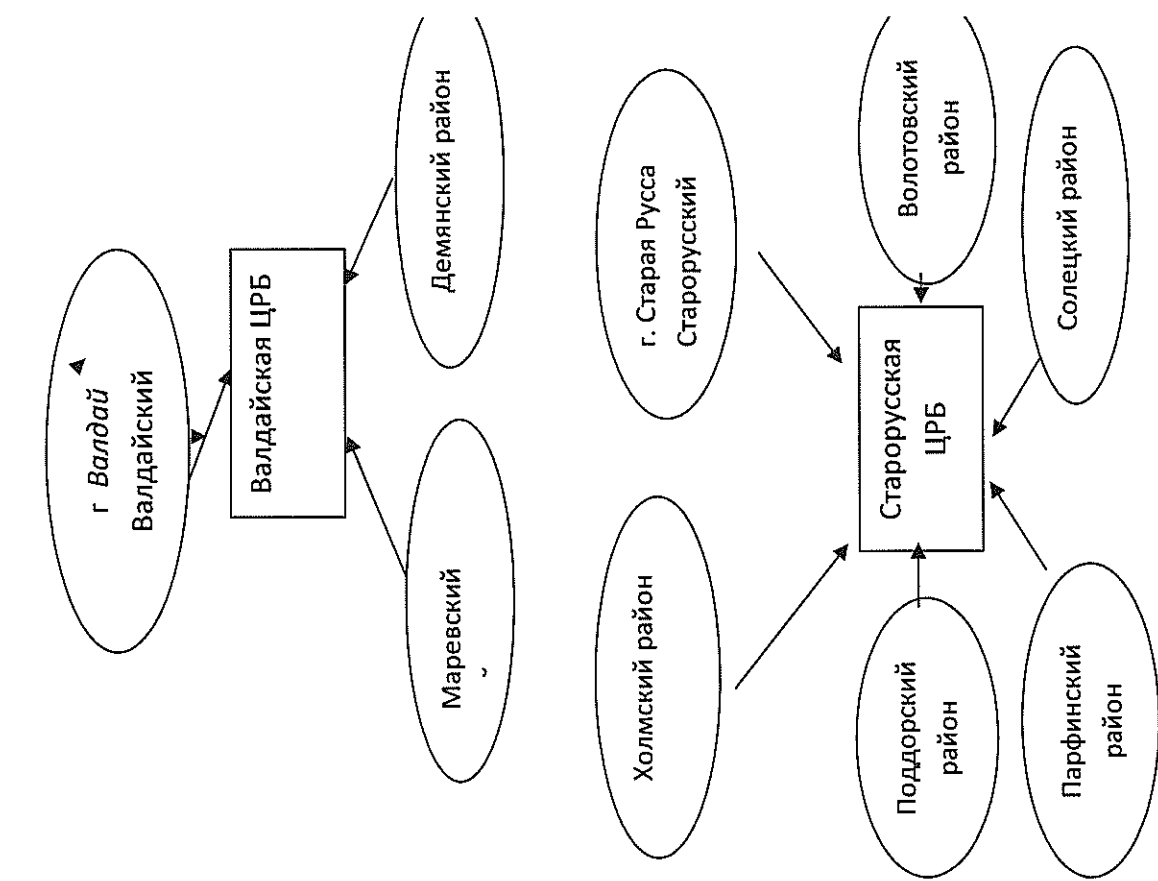 г Валдай
Валдайский
Валдайская ЦРБ
Маревский
Демянский район
Холмский район
г. Старая Русса
Старорусский
Старорусская
ЦРБ
Поддорский
район
Волотовский
район
Парфинский
район
Солецкий район